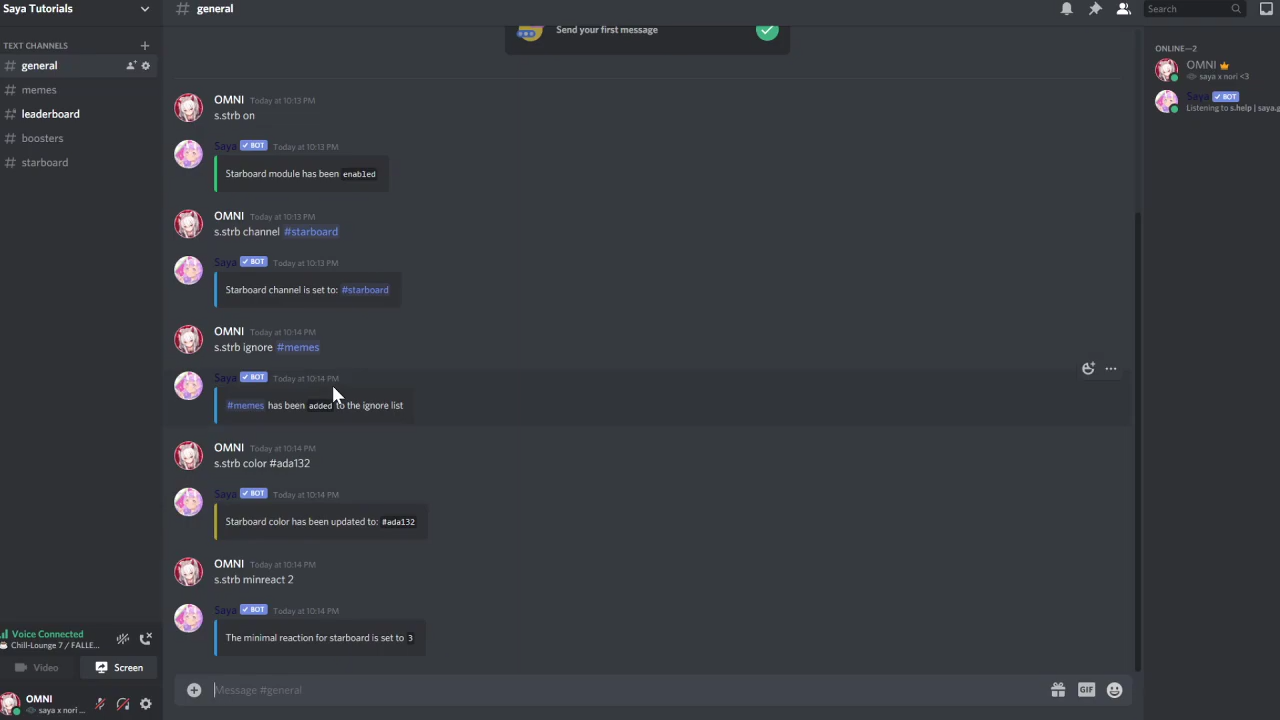 Saya Tutorials
# general
Search
TEXT CHANNELS
# general
# memes
# leaderboard
# boosters
# starboard
Send your first message
OMNI Today at 10:13 PM
s.strb on
Saya BOT Today at 10:13 PM
Starboard module has been enabled
OMNI Today at 10:13 PM
s.strb channel #starboard
Saya BOT Today at 10:13 PM
Starboard channel is set to: #starboard
OMNI Today at 10:14 PM
s.strb ignore #memes
Saya BOT Today at 10:14 PM
#memes has been added to the ignore list
OMNI Today at 10:14 PM
s.strb color #ada132
Saya BOT Today at 10:14 PM
Starboard color has been updated to: #ada132
OMNI Today at 10:14 PM
s.strb minreact 2
Saya BOT Today at 10:14 PM
The minimal reaction for starboard is set to 3
Message #general
GIF
ONLINE—2
OMNI
saya x nori <3
Saya BOT
Listening to s.help | saya.g
Voice Connected
Chill-Lounge 7 / FALLE...
Video
Screen
OMNI
saya x nori ...